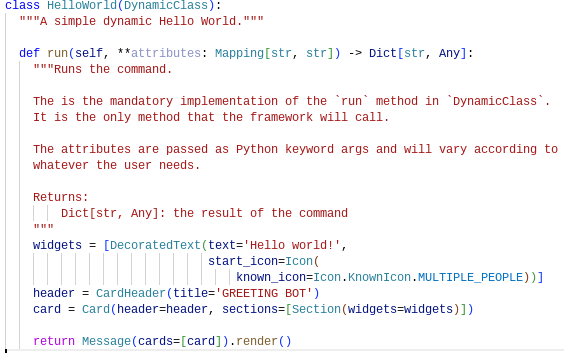 class HelloWorld(DynamicClass):
  """A simple dynamic Hello World."""

  def run(self, **attributes: Mapping[str, str]) -> Dict[str, Any]:
    """Runs the command.

    The is the mandatory implementation of the `run` method in `DynamicClass`.
    It is the only method that the framework will call.

    The attributes are passed as Python keyword args and will vary according to
    whatever the user needs.

    Returns:
        Dict[str, Any]: the result of the command
    """
    widgets = [DecoratedText(text='Hello world!',
                             start_icon=Icon(
                                 known_icon=Icon.KnownIcon.MULTIPLE_PEOPLE))]
    header = CardHeader(title='GREETING BOT')
    card = Card(header=header, sections=[Section(widgets=widgets)])

    return Message(cards=[card]).render()